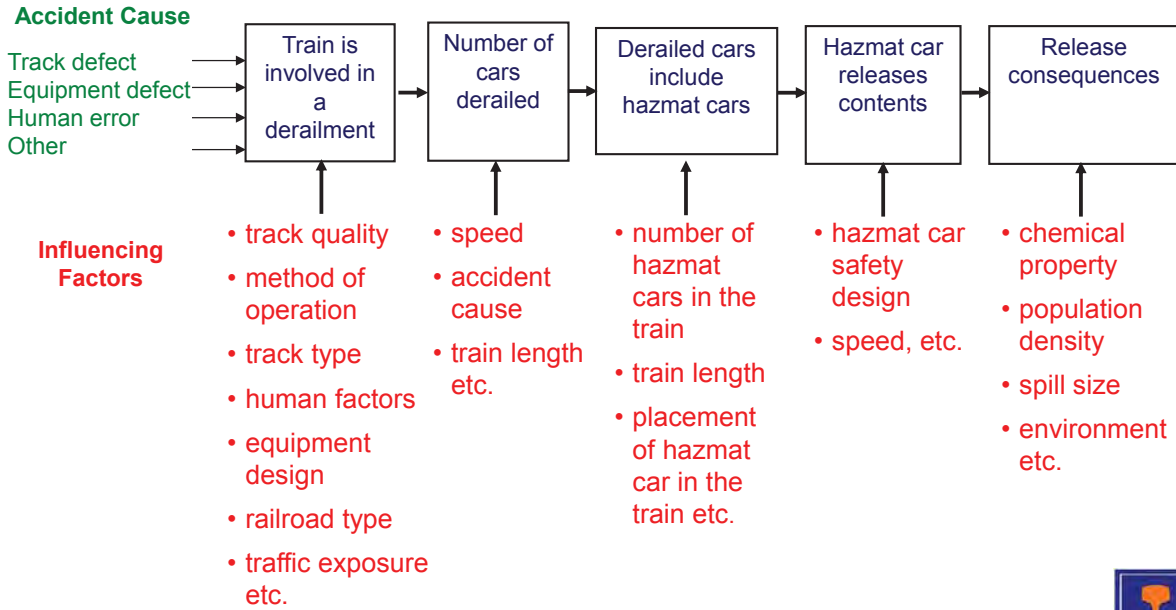 Accident Cause
Track defect
Equipment defect
Human error
Other
Train is
involved in
a
derailment
Number of
cars
derailed
Derailed cars
include
hazmat cars
Hazmat car
releases
contents
Release
consequences
Influencing
Factors
• track quality
• method of
operation
• track type
• human factors
• equipment
design
• railroad type
• traffic exposure
etc.
• speed
• accident
cause
• train length
etc.
• number of
hazmat
cars in the
train
• train length
• placement
of hazmat
car in the
train etc.
• hazmat car
safety
design
• speed, etc.
• chemical
property
• population
density
• spill size
• environment
etc.